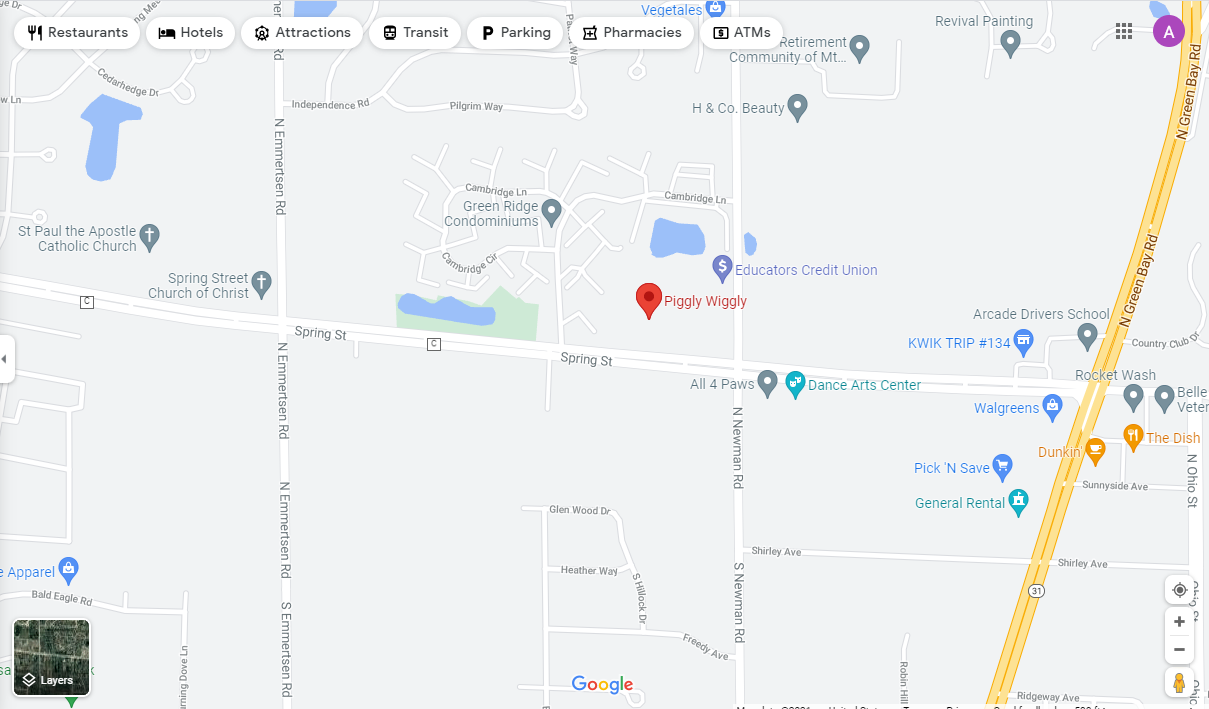 Vegetales
Revival Painting
Restaurants
Hotels
Attractions
Transit
Parking
Pharmacies
ATMs
A
Retirement
Community of Mt...
N Green Bay Rd
Cedarhedge Dr
Independence Rd
Pilgrim Way
H & Co. Beauty
N Emmertsen Rd
Cambridge Ln
Cambridge Ln
Green Ridge
Condominiums
St Paul the Apostle
Catholic Church
Cambridge Cir
Educators Credit Union
Spring Street
Church of Christ
N Green Bay Rd
C
Piggly Wiggly
Arcade Drivers School
Spring St
C
KWIK TRIP #134
Country Club Dr
Spring St
N Emmertsen Rd
All 4 Paws
Dance Arts Center
Rocket Wash
Belle
Walgreens
N Newman Rd
The Dish
Dunkin'
Pick 'N Save
N Ohio St
Sunnyside Ave
General Rental
Glen Wood Dr
N Emmertsen Rd
Shirley Ave
Shirley Ave
e Apparel
Heather Way
S Hillock Dr
S Newman Rd
31
Bald Eagle Rd
S Emmertsen Rd
Freedy Ave
Layers
Google
Robin Hill
Ridgeway Ave